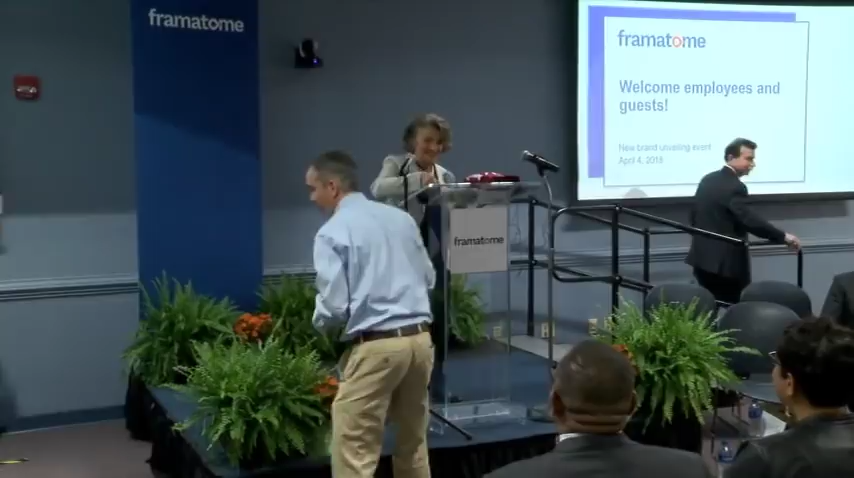 framatome
framatome
Welcome employees and
guests!
New brand unveiling event
April 4, 2018
framatome